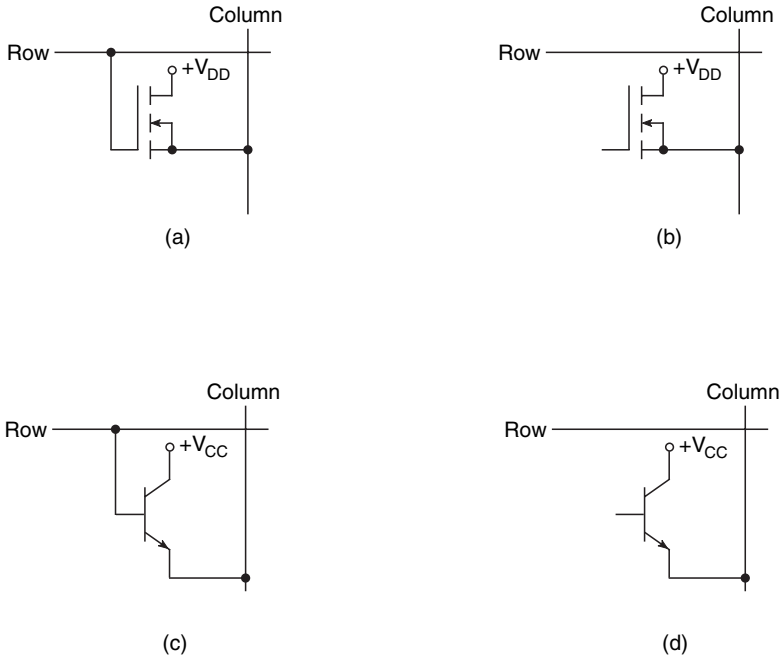 Column
Row
+VDD
(a)
Column
Row
+VDD
(b)
Column
Row
+VCC
(c)
Column
Row
+VCC
(d)